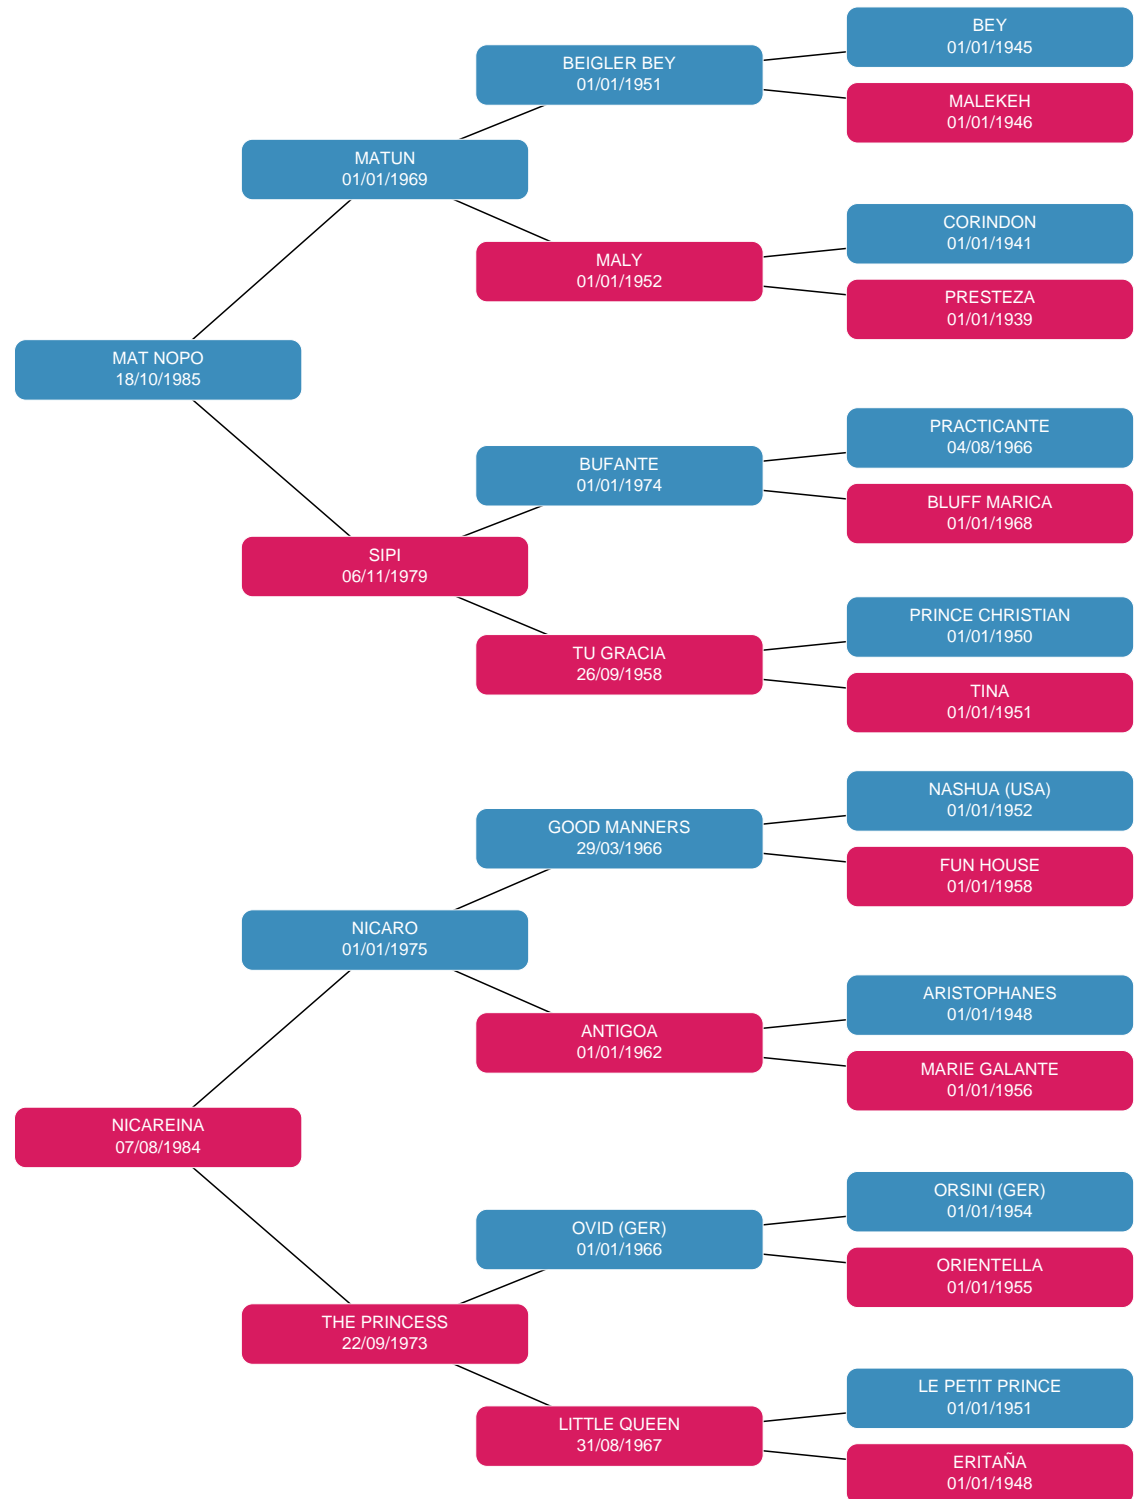 BEY
01/01/1945
BEIGLER BEY
01/01/1951
MALEKEH
01/01/1946
MATUN
01/01/1969
CORINDON
01/01/1941
MALY
01/01/1952
PRESTEZA
01/01/1939
MAT NOPO
18/10/1985
PRACTICANTE
04/08/1966
BUFANTE
01/01/1974
BLUFF MARICA
01/01/1968
SIPI
06/11/1979
PRINCE CHRISTIAN
01/01/1950
TU GRACIA
26/09/1958
TINA
01/01/1951
NASHUA (USA)
01/01/1952
GOOD MANNERS
29/03/1966
FUN HOUSE
01/01/1958
NICARO
01/01/1975
ARISTOPHANES
01/01/1948
ANTIGOA
01/01/1962
MARIE GALANTE
01/01/1956
NICAREINA
07/08/1984
ORSINI (GER)
01/01/1954
OVID (GER)
01/01/1966
ORIENTELLA
01/01/1955
THE PRINCESS
22/09/1973
LE PETIT PRINCE
01/01/1951
LITTLE QUEEN
31/08/1967
ERITAÑA
01/01/1948